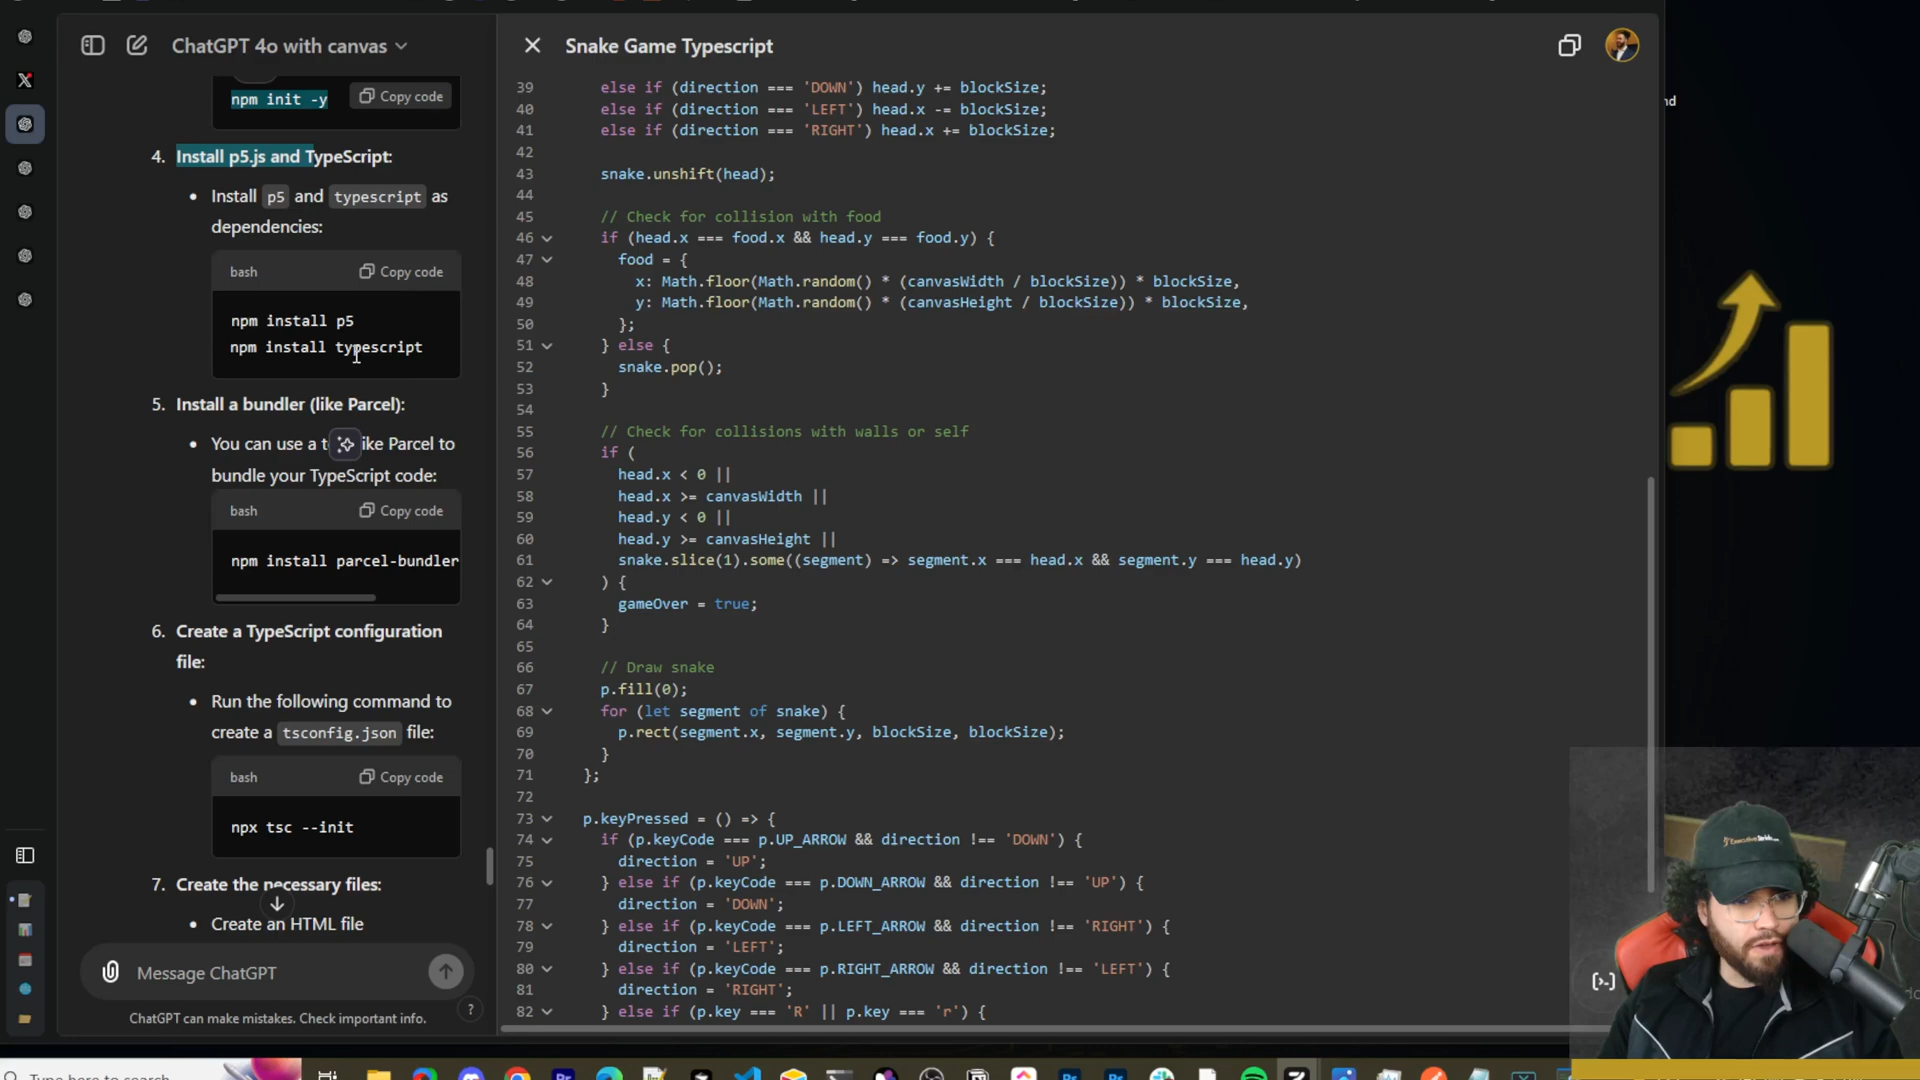 ChatGPT 4o with canvas
npm init -y
Copy code
4. Install p5.js and TypeScript:
Install p5 and typescript as
dependencies:
bash
Copy code
npm install p5
npm install typescript
5. Install a bundler (like Parcel):
You can use a t ike Parcel to
bundle your TypeScript code:
bash
Copy code
npm install parcel-bundler
6. Create a TypeScript configuration
file:
Run the following command to
create a tsconfig.json file:
bash
Copy code
npx tsc --init
7. Create the necessary files:
Create an HTML file
Message ChatGPT
ChatGPT can make mistakes. Check important info.
?
Snake Game Typescript
39 else if (direction === 'DOWN') head.y += blockSize;
40 else if (direction === 'LEFT') head.x -= blockSize;
41 else if (direction === 'RIGHT') head.x += blockSize;
42
43 snake.unshift(head);
44
45 // Check for collision with food
46 if (head.x === food.x && head.y === food.y) {
47 food = {
48 x: Math.floor(Math.random() * (canvasWidth / blockSize)) * blockSize,
49 y: Math.floor(Math.random() * (canvasHeight / blockSize)) * blockSize,
50 };
51 } else {
52 snake.pop();
53 }
54
55 // Check for collisions with walls or self
56 if (
57 head.x < 0 ||
58 head.x >= canvasWidth ||
59 head.y < 0 ||
60 head.y >= canvasHeight ||
61 snake.slice(1).some((segment) => segment.x === head.x && segment.y === head.y)
62 ) {
63 gameOver = true;
64 }
65
66 // Draw snake
67 p.fill(0);
68 for (let segment of snake) {
69 p.rect(segment.x, segment.y, blockSize, blockSize);
70 }
71 };
72
73 p.keyPressed = () => {
74 if (p.keyCode === p.UP_ARROW && direction !== 'DOWN') {
75 direction = 'UP';
76 } else if (p.keyCode === p.DOWN_ARROW && direction !== 'UP') {
77 direction = 'DOWN';
78 } else if (p.keyCode === p.LEFT_ARROW && direction !== 'RIGHT') {
79 direction = 'LEFT';
80 } else if (p.keyCode === p.RIGHT_ARROW && direction !== 'LEFT') {
81 direction = 'RIGHT';
82 } else if (p.key === 'R' || p.key === 'r') {
nd
Type here to search